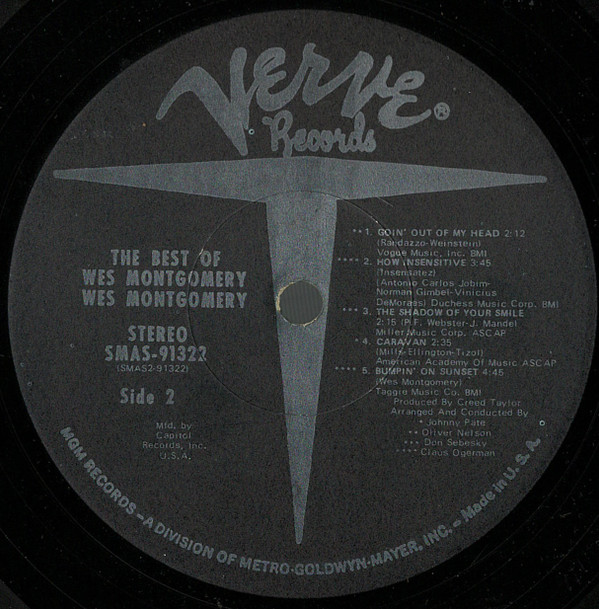 VERVE ®
Records
THE BEST OF
WES MONTGOMERY
WES MONTGOMERY
STEREO
SMAS-91322
(SMAS2-91322)
Side 2
Mfd. by
Capitol
Records, Inc.
U.S.A.
**1. GOIN' OUT OF MY HEAD 2:12
(Randazzo-Weinstein)
Vogue Music, Inc. BMI
**** 2. HOW INSENSITIVE 3:45
(Insensatez)
(Antonio Carlos Jobim-
Norman Gimbel-Vinicius
DeMoraes) Duchess Music Corp. BMI
*** 3. THE SHADOW OF YOUR SMILE
2:15 (P.F. Webster-J. Mandel
Miller Music Corp. ASCAP
* 4. CARAVAN 2:35
(Mills-Ellington-Tizol)
American Academy Of Music ASCAP
**** 5. BUMPIN' ON SUNSET 4:45
(Wes Montgomery)
Taggie Music Co. BMI
Produced By Creed Taylor
Arranged And Conducted By
* Johnny Pate
** Oliver Nelson
*** Don Sebesky
**** Claus Ogerman
MGM RECORDS – A DIVISION OF METRO-GOLDWYN-MAYER, INC. – Made in U.S.A.